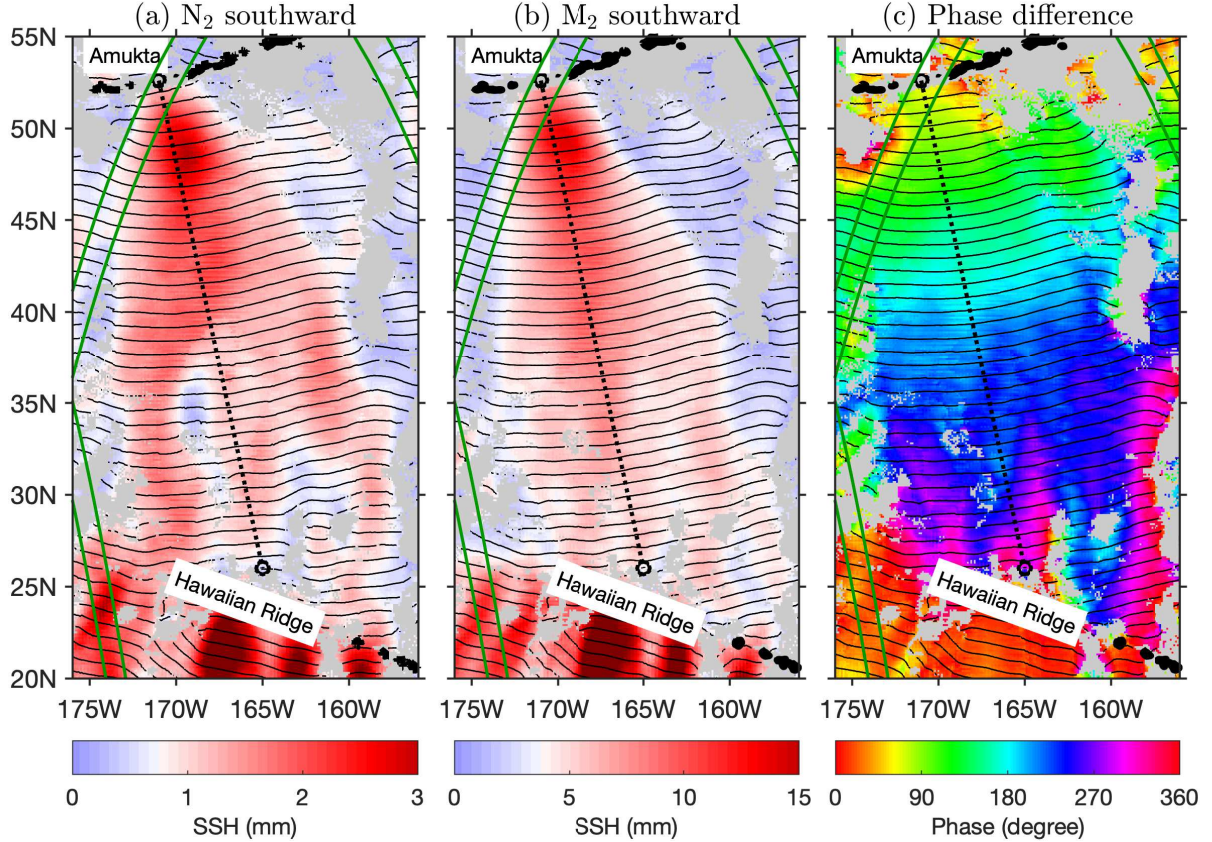 (a) N₂ southward (b) M₂ southward (c) Phase difference
55N
50N
45N
40N
35N
30N
25N
20N
Amukta Amukta Amukta
Hawaiian Ridge Hawaiian Ridge Hawaiian Ridge
175W 170W 165W 160W 175W 170W 165W 160W 175W 170W 165W 160W
0 1 2 3 0 5 10 15 0 90 180 270 360
SSH (mm) SSH (mm) Phase (degree)